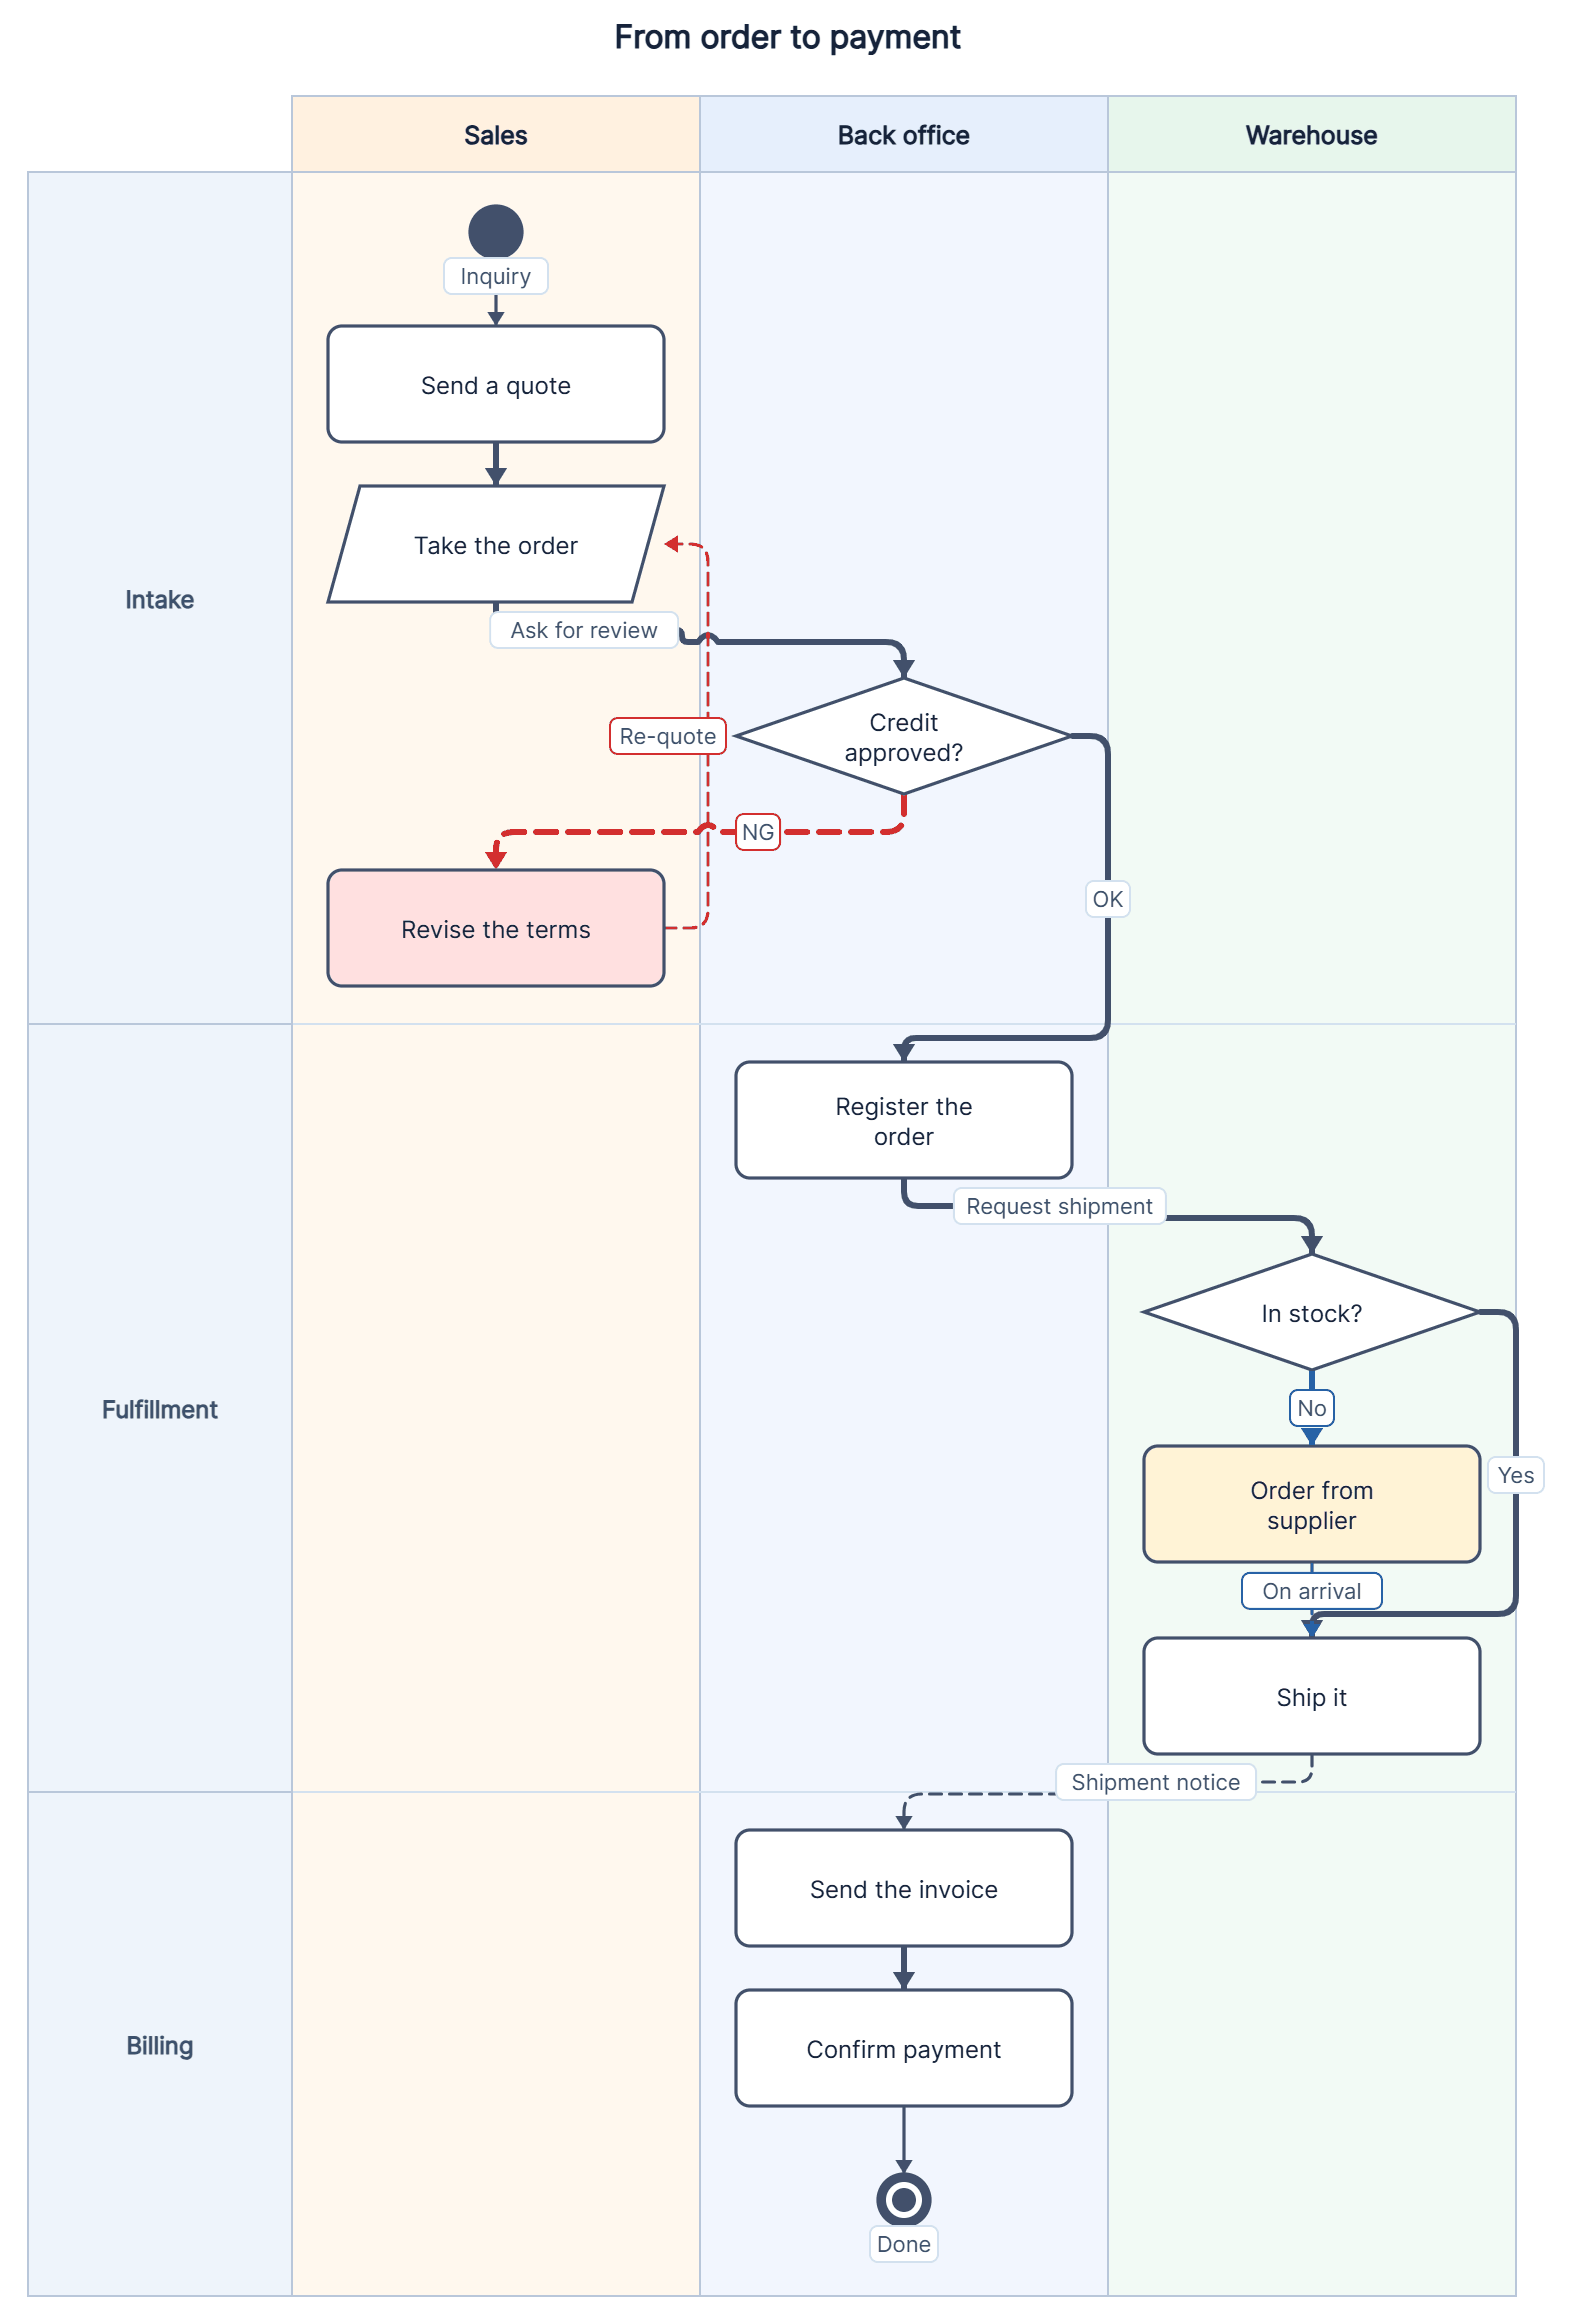 From order to payment
Sales
Back office
Warehouse
Intake
Inquiry
Send a quote
Take the order
Ask for review
Credit
approved?
Re-quote
NG
OK
Revise the terms
Fulfillment
Register the
order
Request shipment
In stock?
No
Yes
Order from
supplier
On arrival
Ship it
Shipment notice
Billing
Send the invoice
Confirm payment
Done